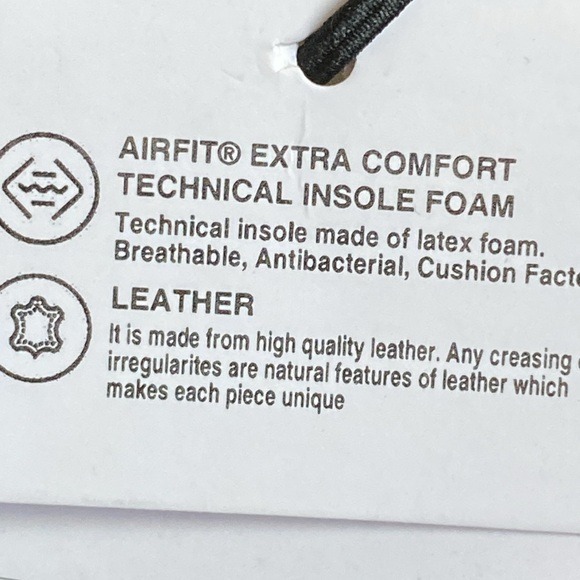 AIRFIT® EXTRA COMFORT
TECHNICAL INSOLE FOAM
Technical insole made of latex foam.
Breathable, Antibacterial, Cushion
LEATHER
It is made from high quality leather. Any creasing
irregularites are natural features of leather which
makes each piece unique